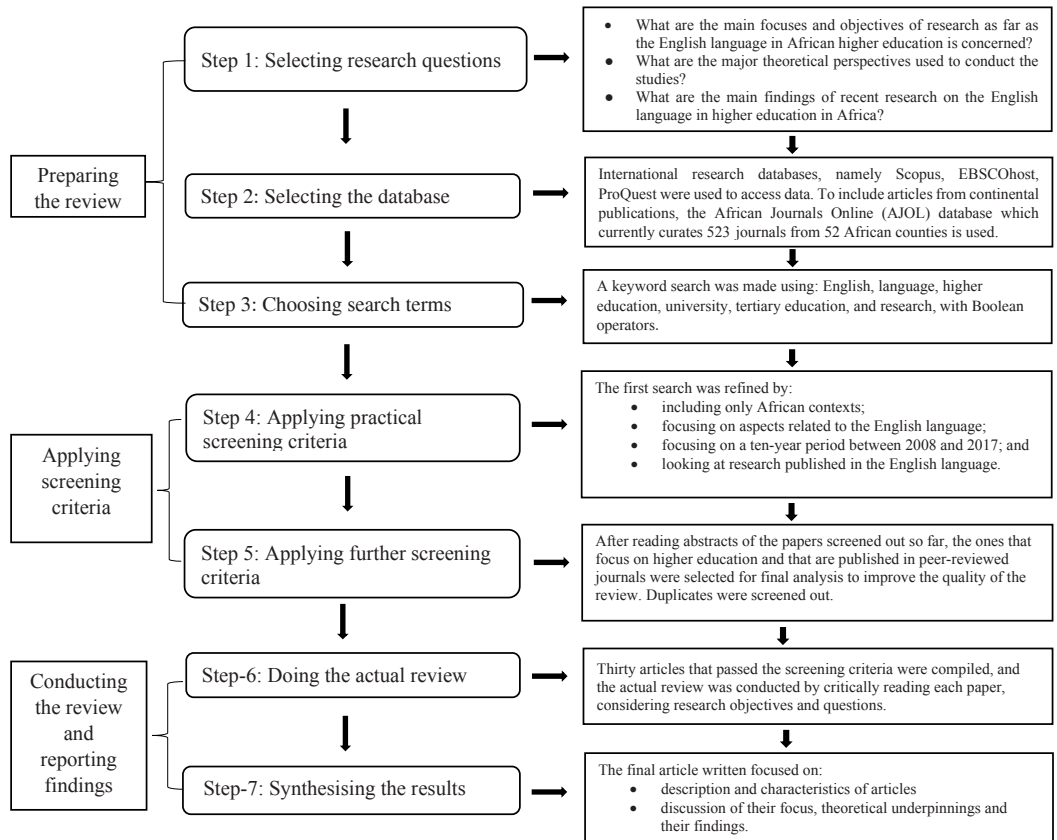 Preparing
the review
Step 1: Selecting research questions
● What are the main focuses and objectives of research as far as
the English language in African higher education is concerned?
● What are the major theoretical perspectives used to conduct the
studies?
● What are the main findings of recent research on the English
language in higher education in Africa?
Step 2: Selecting the database
International research databases, namely Scopus, EBSCOhost,
ProQuest were used to access data. To include articles from continental
publications, the African Journals Online (AJOL) database which
currently curates 523 journals from 52 African counties is used.
Step 3: Choosing search terms
A keyword search was made using: English, language, higher
education, university, tertiary education, and research, with Boolean
operators.
Applying
screening
criteria
Step 4: Applying practical
screening criteria
The first search was refined by:
● including only African contexts;
● focusing on aspects related to the English language;
● focusing on a ten-year period between 2008 and 2017; and
● looking at research published in the English language.
Step 5: Applying further screening
criteria
After reading abstracts of the papers screened out so far, the ones that
focus on higher education and that are published in peer-reviewed
journals were selected for final analysis to improve the quality of the
review. Duplicates were screened out.
Conducting
the review
and
reporting
findings
Step-6: Doing the actual review
Thirty articles that passed the screening criteria were compiled, and
the actual review was conducted by critically reading each paper,
considering research objectives and questions.
Step-7: Synthesising the results
The final article written focused on:
● description and characteristics of articles
● discussion of their focus, theoretical underpinnings and
their findings.